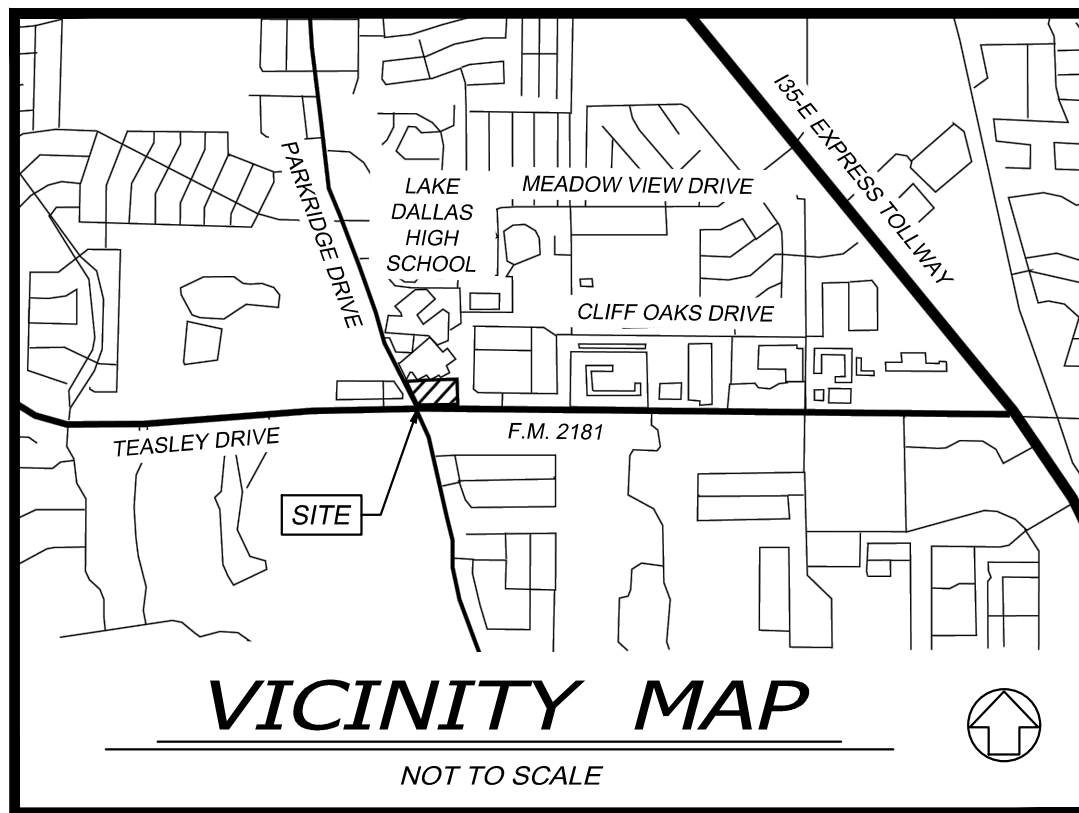 I35-E EXPRESS TOLLWAY
PARKRIDGE DRIVE
LAKE
DALLAS
HIGH
SCHOOL
MEADOW VIEW DRIVE
CLIFF OAKS DRIVE
TEASLEY DRIVE
F.M. 2181
SITE
VICINITY MAP
NOT TO SCALE